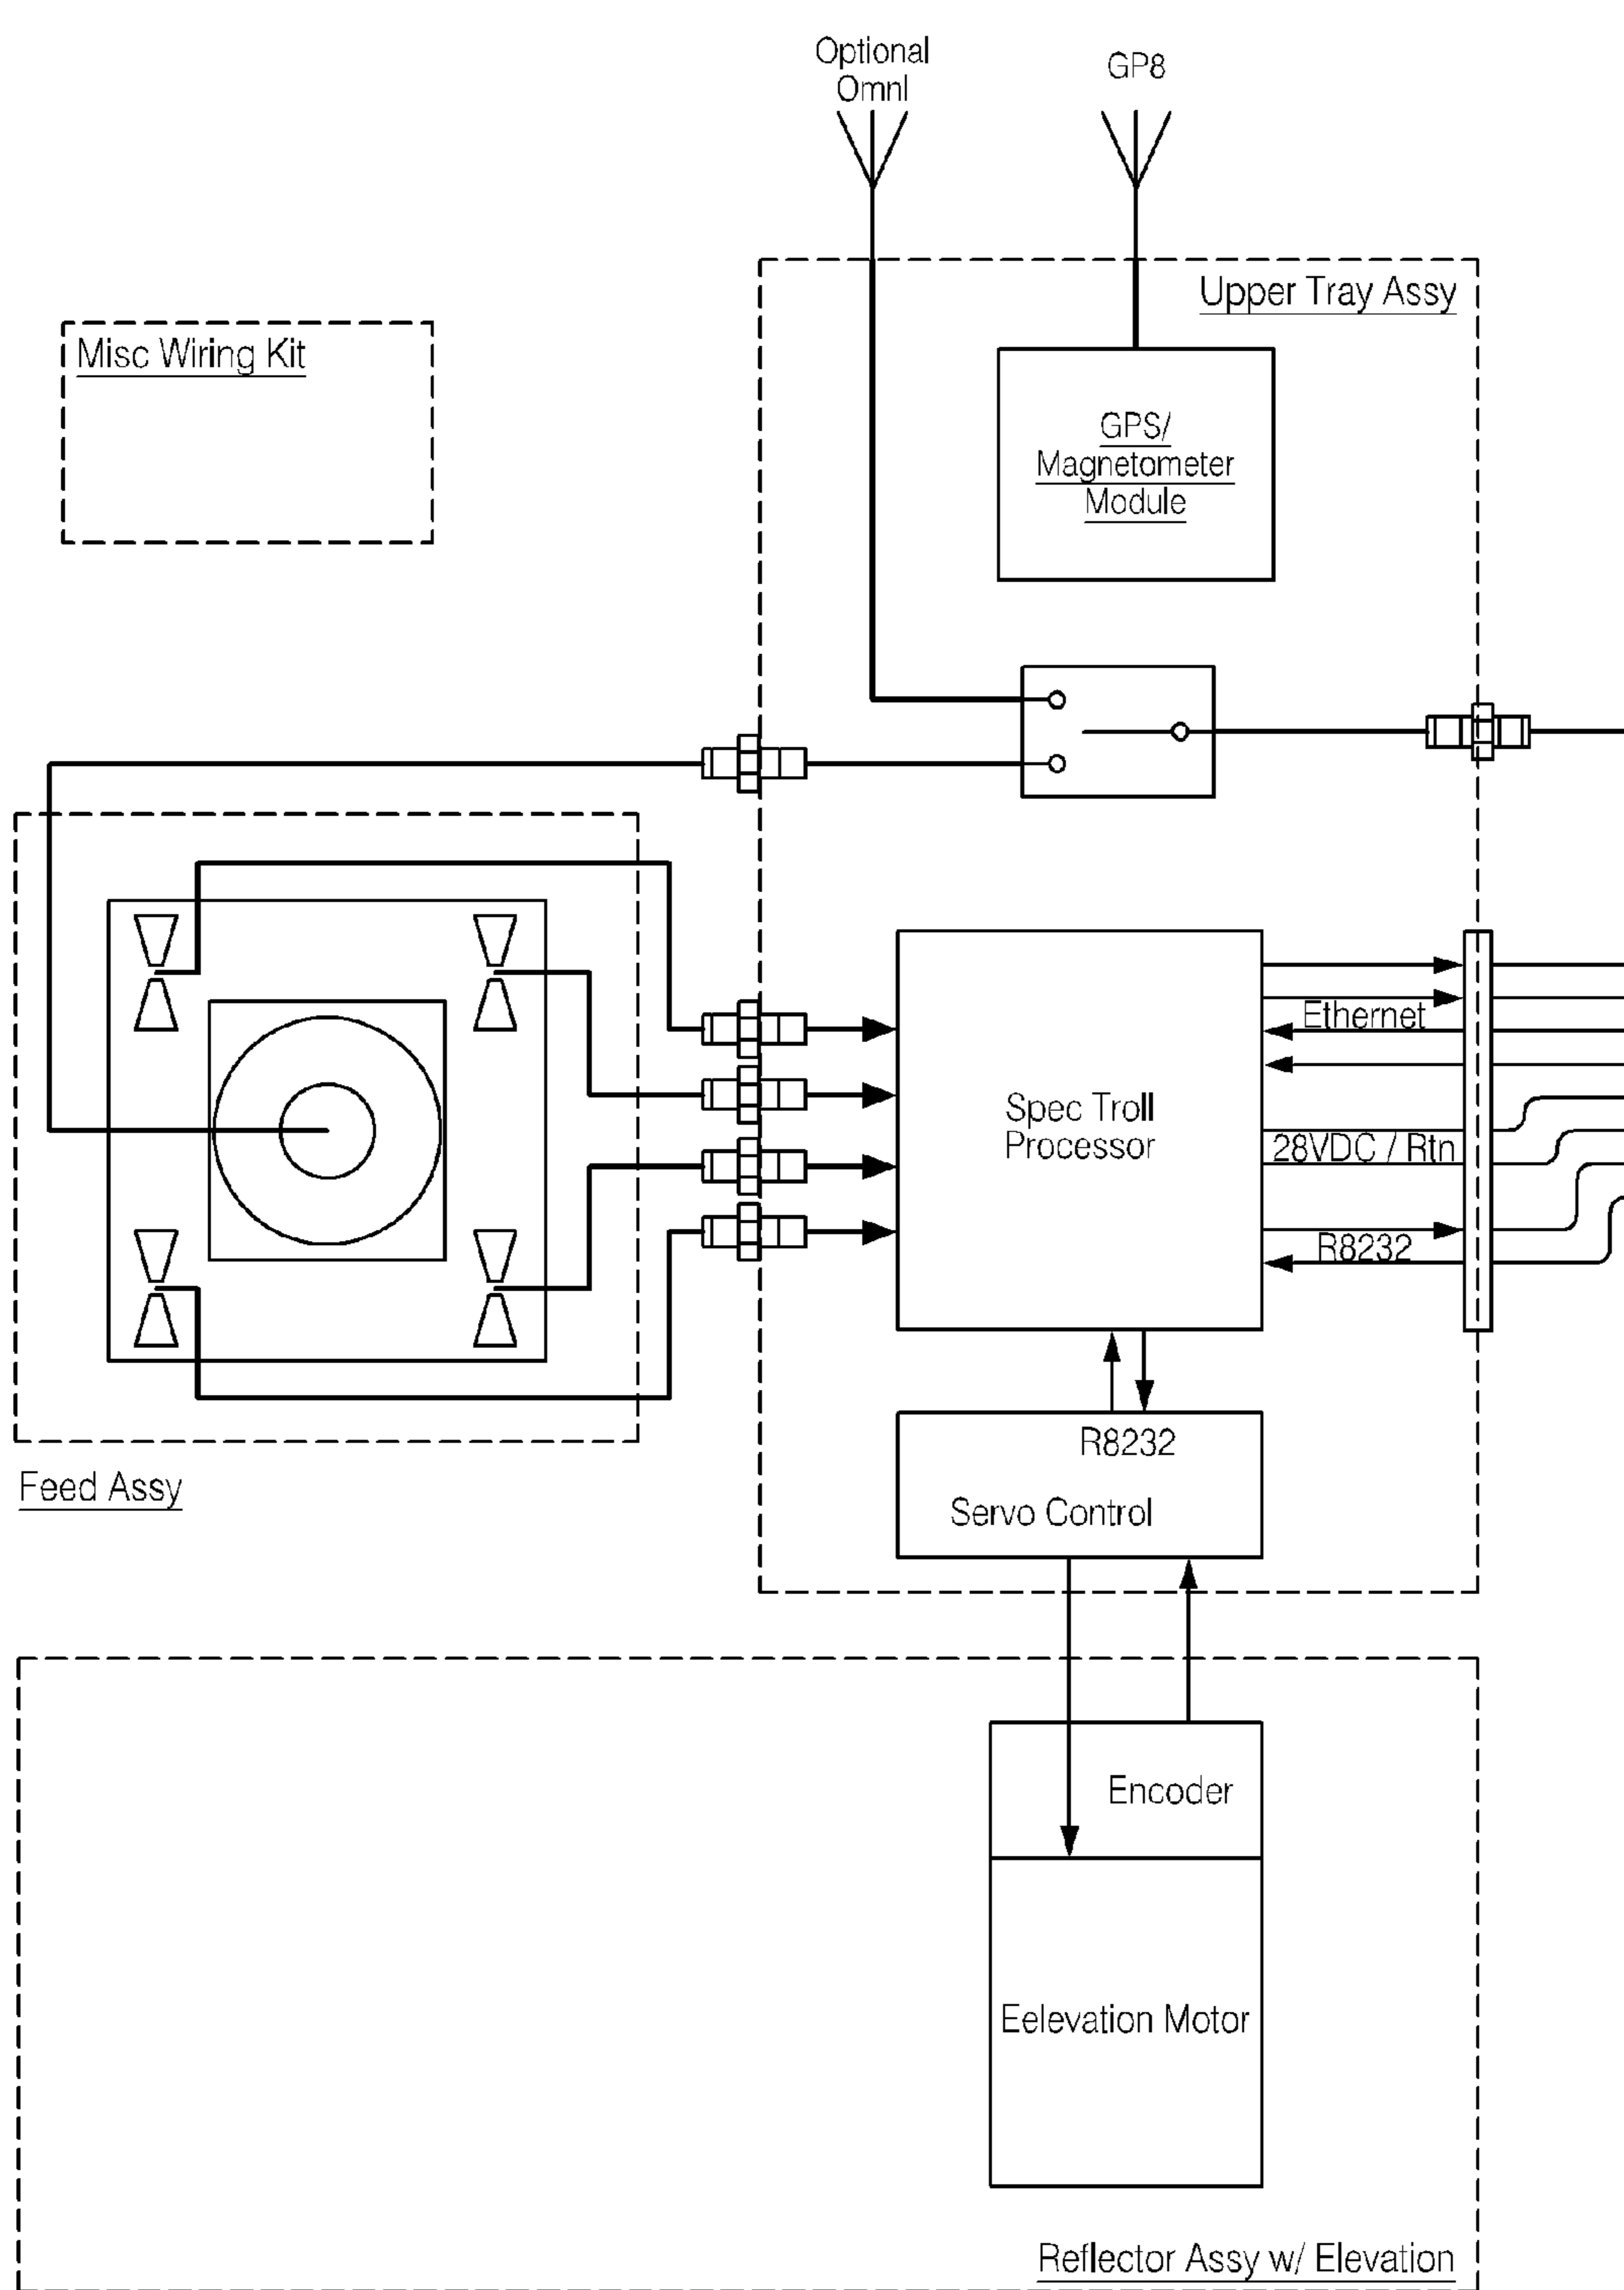 Optional
Omnl
GP8
Upper Tray Assy
Misc Wiring Kit
GPS/
Magnetometer
Module
Ethernet
Spec Troll
Processor
28VDC / Rtn
R8232
R8232
Servo Control
Feed Assy
Encoder
Eelevation Motor
Reflector Assy w/ Elevation